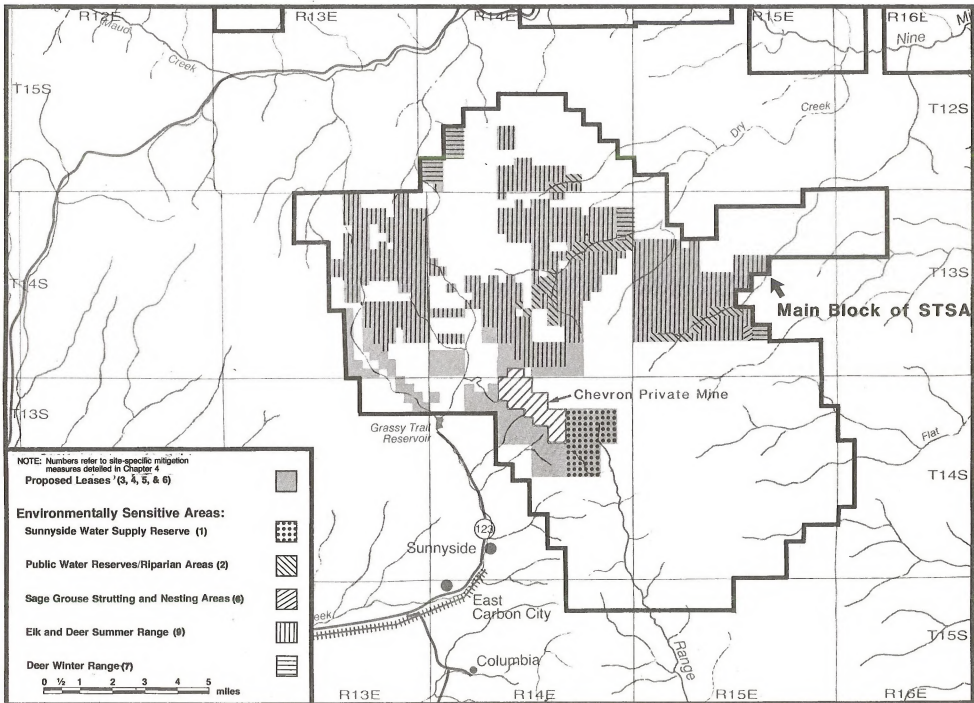 R12E
R13E
R14E
R15E
R16E
Maud
Creek
Nine
T15S
T12S
Creek
Dry
T14S
T13S
Main Block of STSA
Chevron Private Mine
T13S
Grassy Trail
Reservoir
Flat
T14S
NOTE: Numbers refer to site-specific mitigation
measures detailed in Chapter 4
Proposed Leases (3, 4, 5, & 6)
Environmentally Sensitive Areas:
Sunnyside Water Supply Reserve (1)
Public Water Reserves/Riparian Areas (2)
Sage Grouse Strutting and Nesting Areas (6)
Elk and Deer Summer Range (9)
Deer Winter Range (7)
0 ½ 1 2 3 4 5
miles
123
Sunnyside
East
Carbon City
Columbia
Range
T15S
R13E
R14E
R15E
R16E